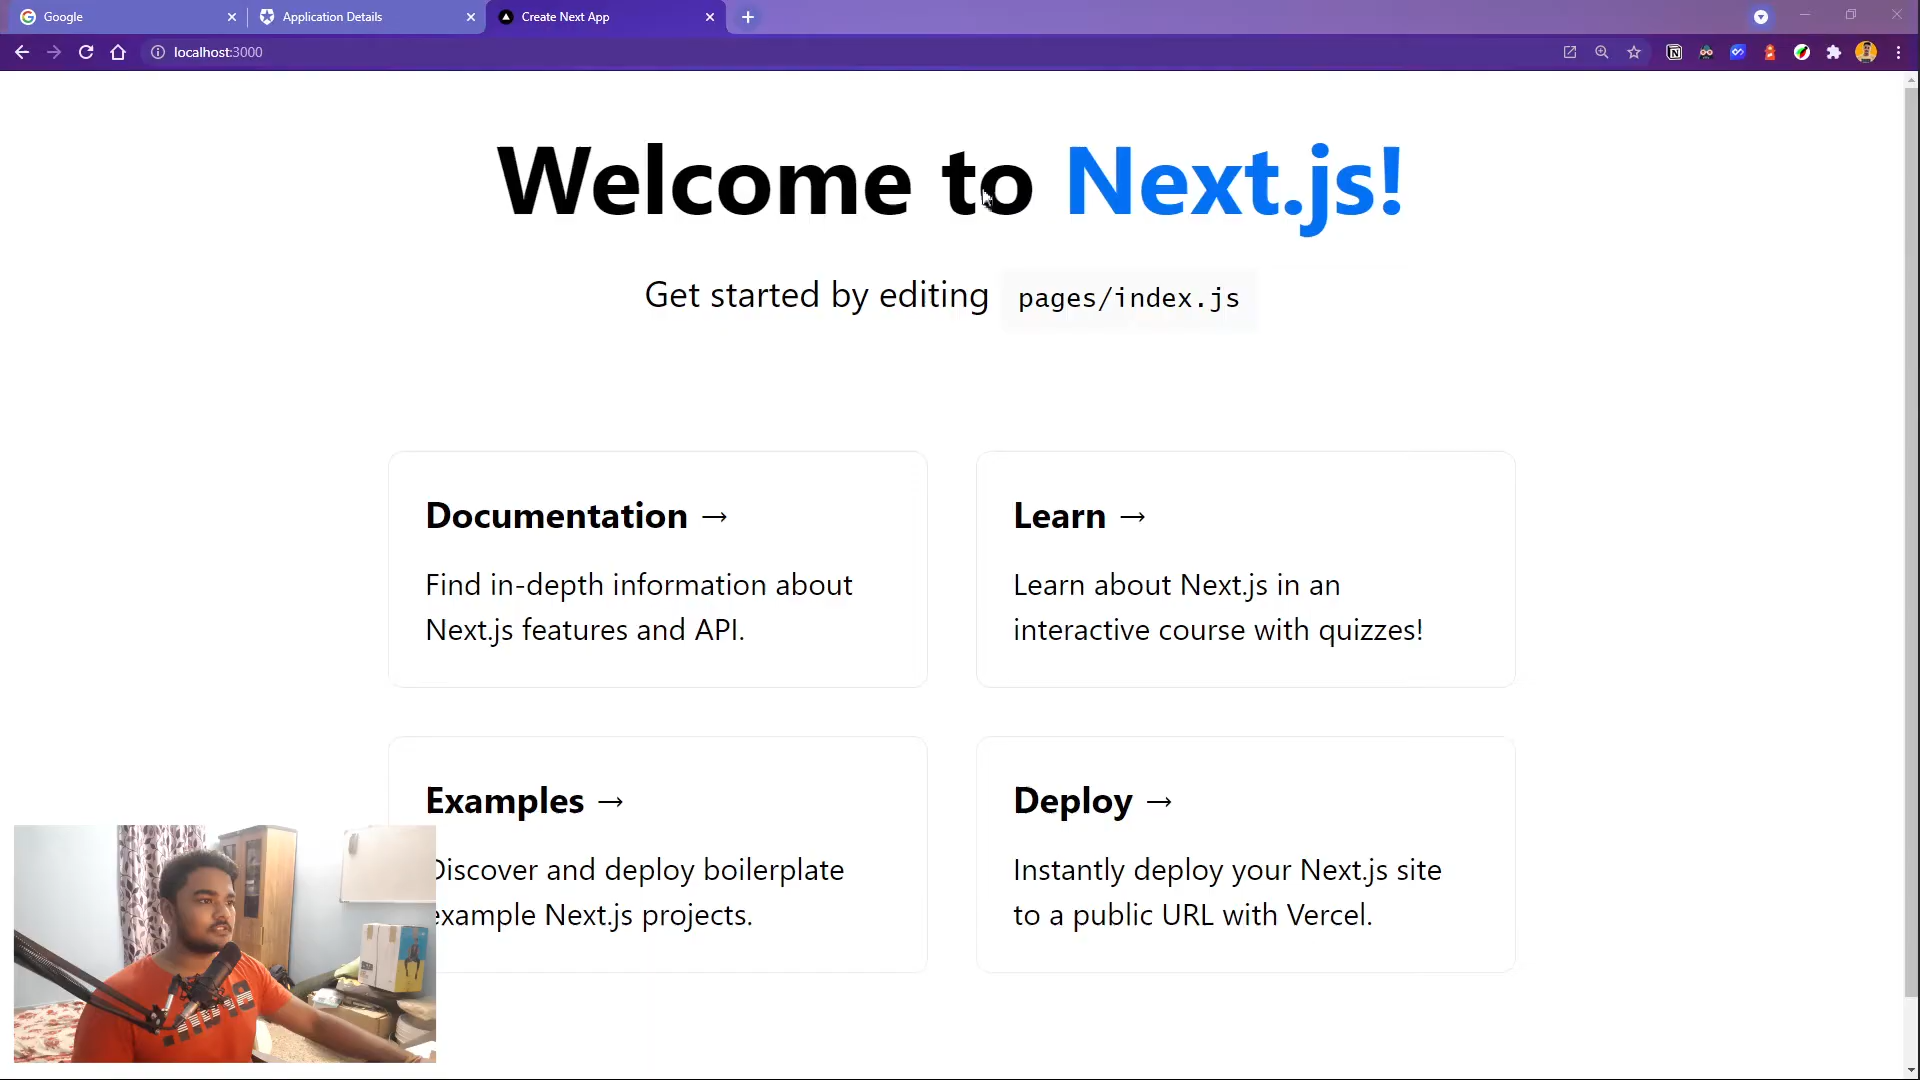 Google
Application Details
Create Next App
localhost:3000
Welcome to Next.js!
Get started by editing pages/index.js
Documentation →
Find in-depth information about
Next.js features and API.
Learn →
Learn about Next.js in an
interactive course with quizzes!
Examples →
Discover and deploy boilerplate
example Next.js projects.
Deploy →
Instantly deploy your Next.js site
to a public URL with Vercel.